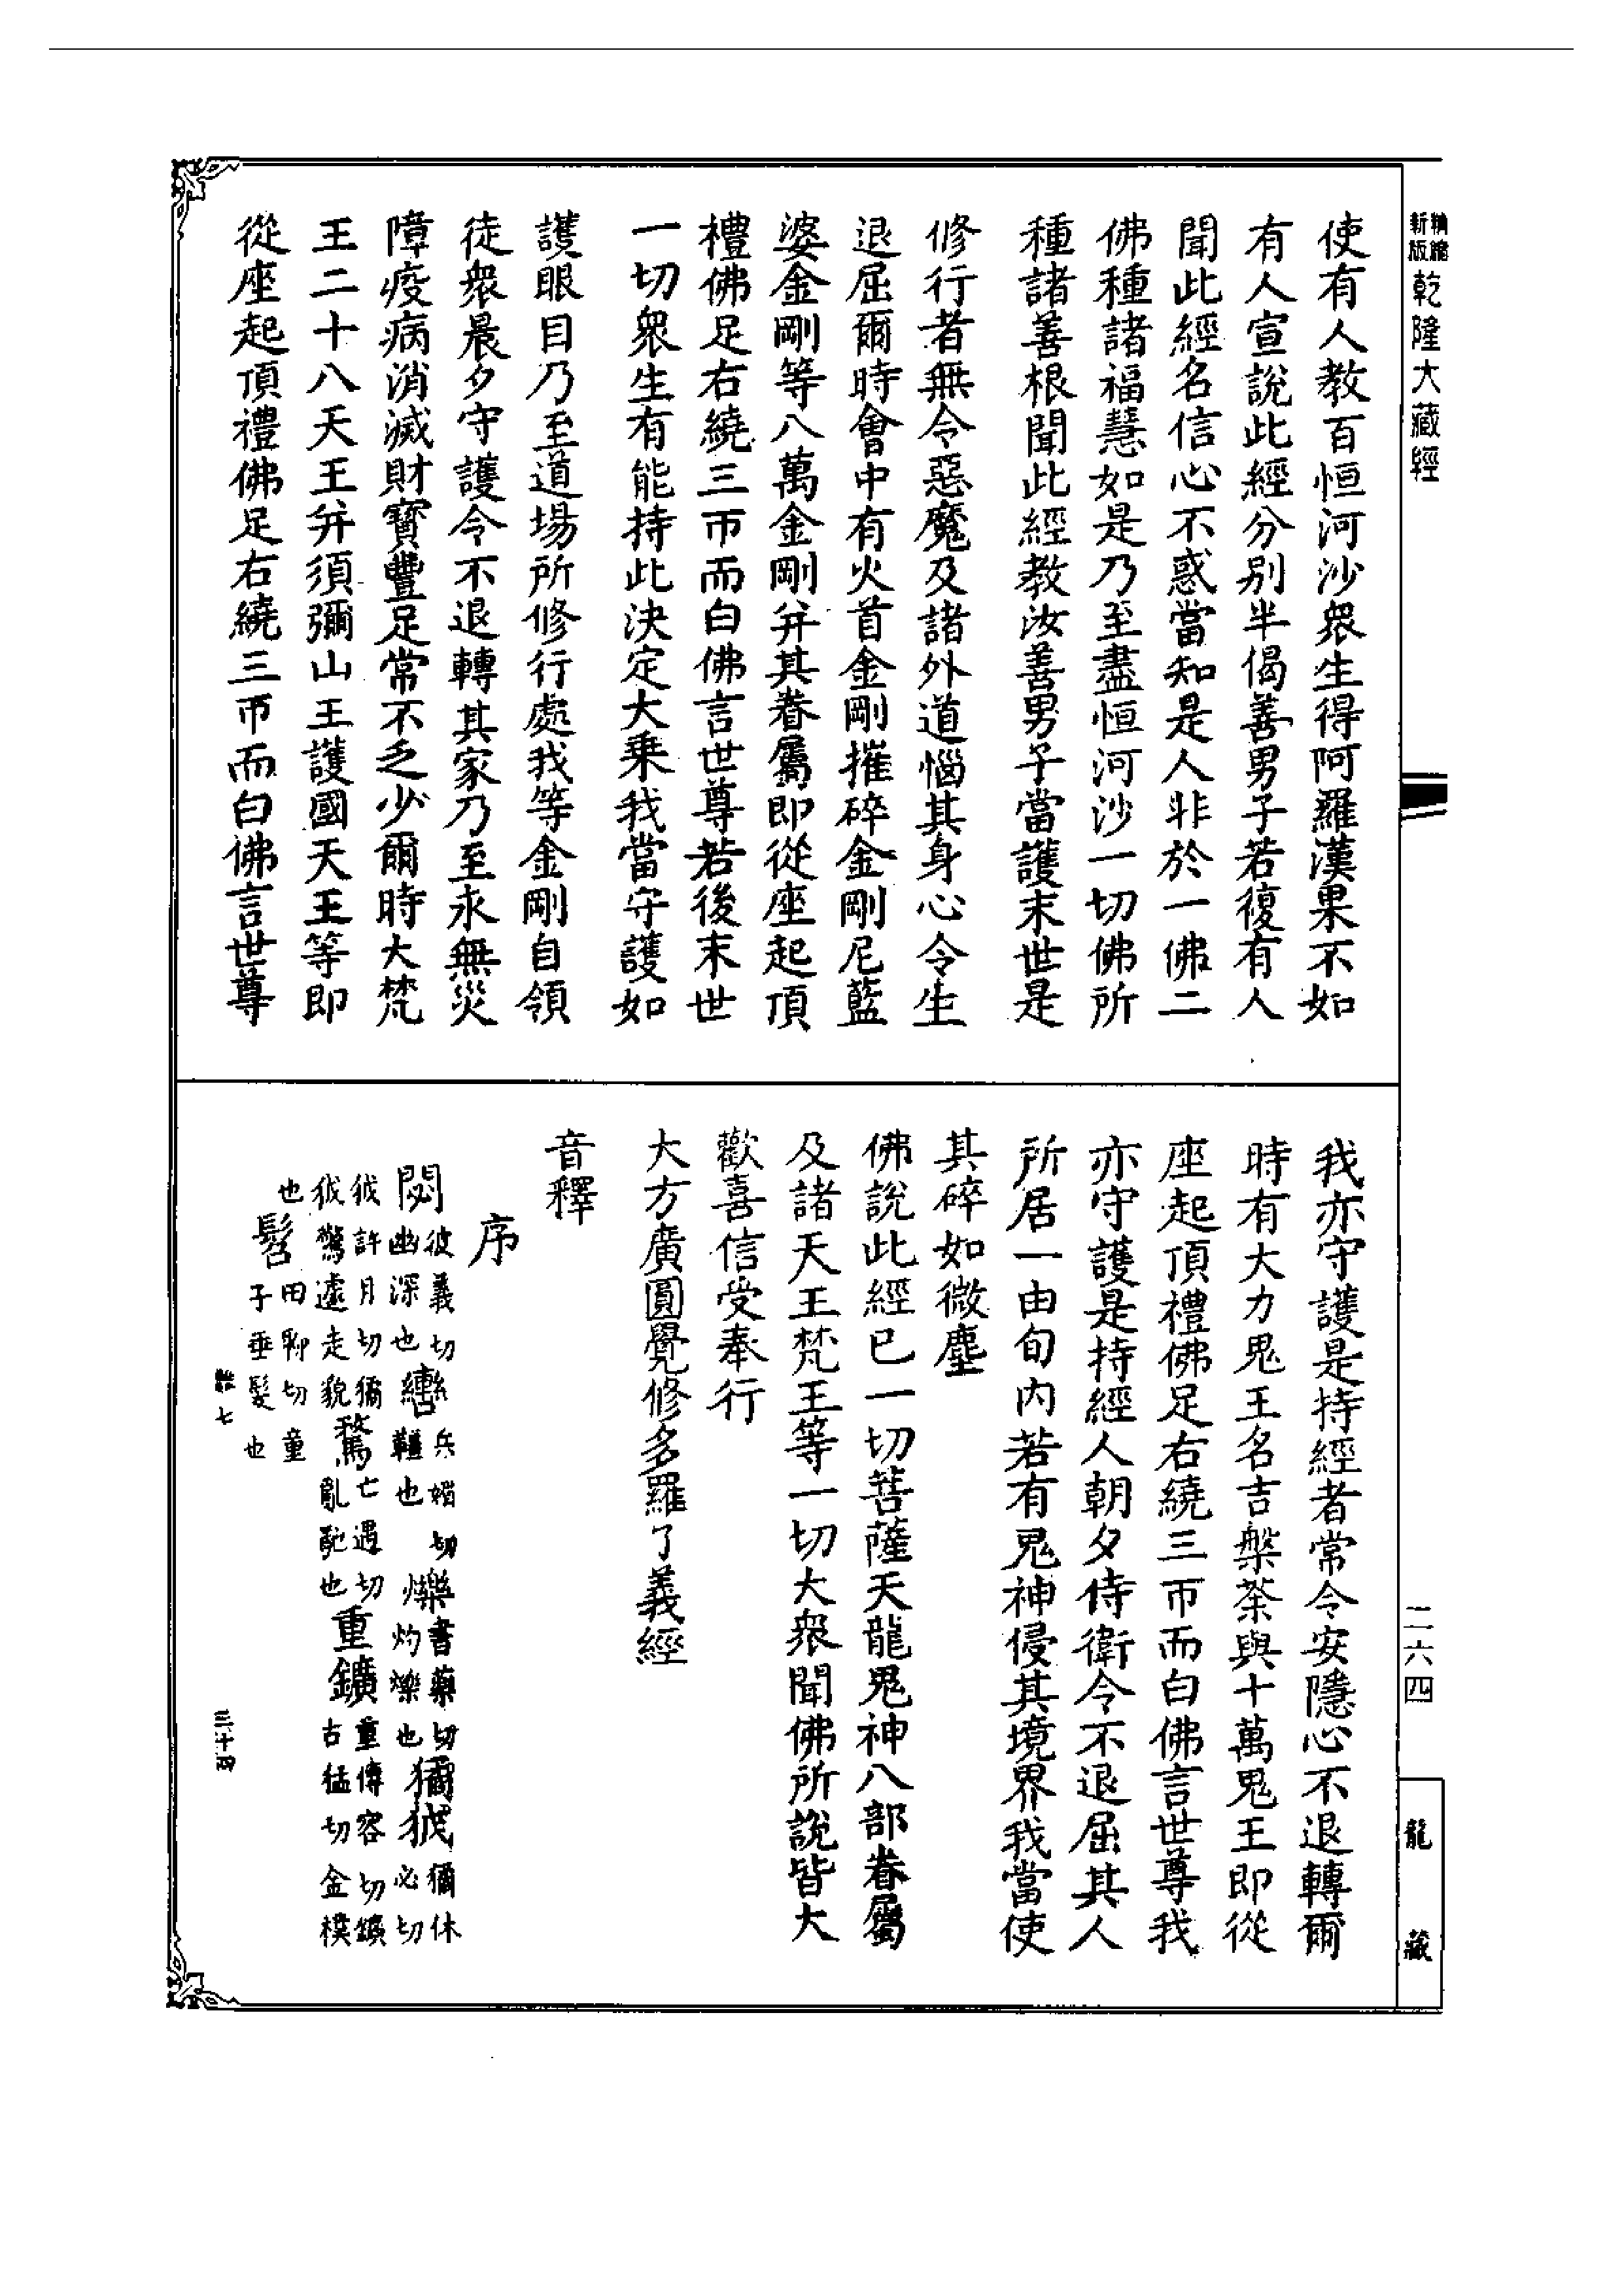 新版
精縮
乾隆大藏經
使有人教百恒河沙衆生得阿羅漢果不如
有人宣說此經分別半偈善男子若復有人
聞此經名信心不惑當知是人非於一佛二
佛種諸福慧如是乃至盡恒河沙一切佛所
種諸善根聞此經教汝善男子當護末世是
修行者無令惡魔及諸外道惱其身心令生
退屈爾時會中有火首金剛摧碎金剛尼藍
婆金剛等八萬金剛并其眷屬即從座起頂
禮佛足右繞三帀而白佛言世尊若後末世
一切衆生有能持此決定大乘我當守護如
護眼目乃至道場所修行處我等金剛自領
徒衆晨夕守護令不退轉其家乃至永無災
障疫病消滅財寶豐足常不乏少爾時大梵
王二十八天王并須彌山王護國天王等即
從座起頂禮佛足右繞三帀而白佛言世尊
我亦守護是持經者常令安隱心不退轉爾
時有大力鬼王名吉槃荼與十萬鬼王即從
座起頂禮佛足右繞三帀而白佛言世尊我
亦守護是持經人朝夕侍衛令不退屈其人
所居一由旬內若有鬼神侵其境界我當使
其碎如微塵
佛說此經已一切菩薩天龍鬼神八部眷屬
及諸天王梵王等一切大衆聞佛所說皆大
歡喜信受奉行
大方廣圓覺修多羅了義經
音釋
序
閟彼義切幽深也轡兵媚切韁也爍書藥切灼爍也獝狘獝休必切
狘許月切獝狘驚遽走貌騖亡遇切亂馳也重鑛重傳容切鑛古猛切金樸
也髫田聊切童子垂髮也
七
三十四
二六四
龍藏